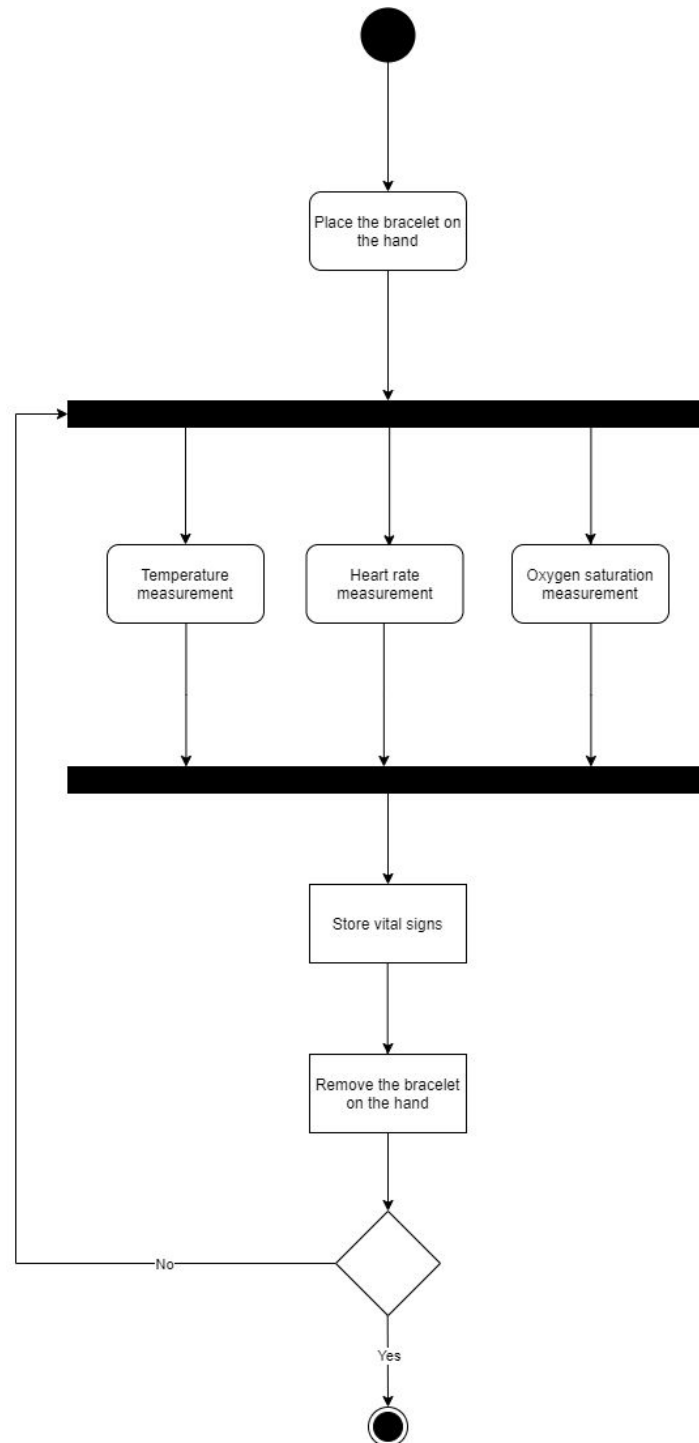 Place the bracelet on
the hand
Temperature
measurement
Heart rate
measurement
Oxygen saturation
measurement
Store vital signs
Remove the bracelet
on the hand
No
Yes